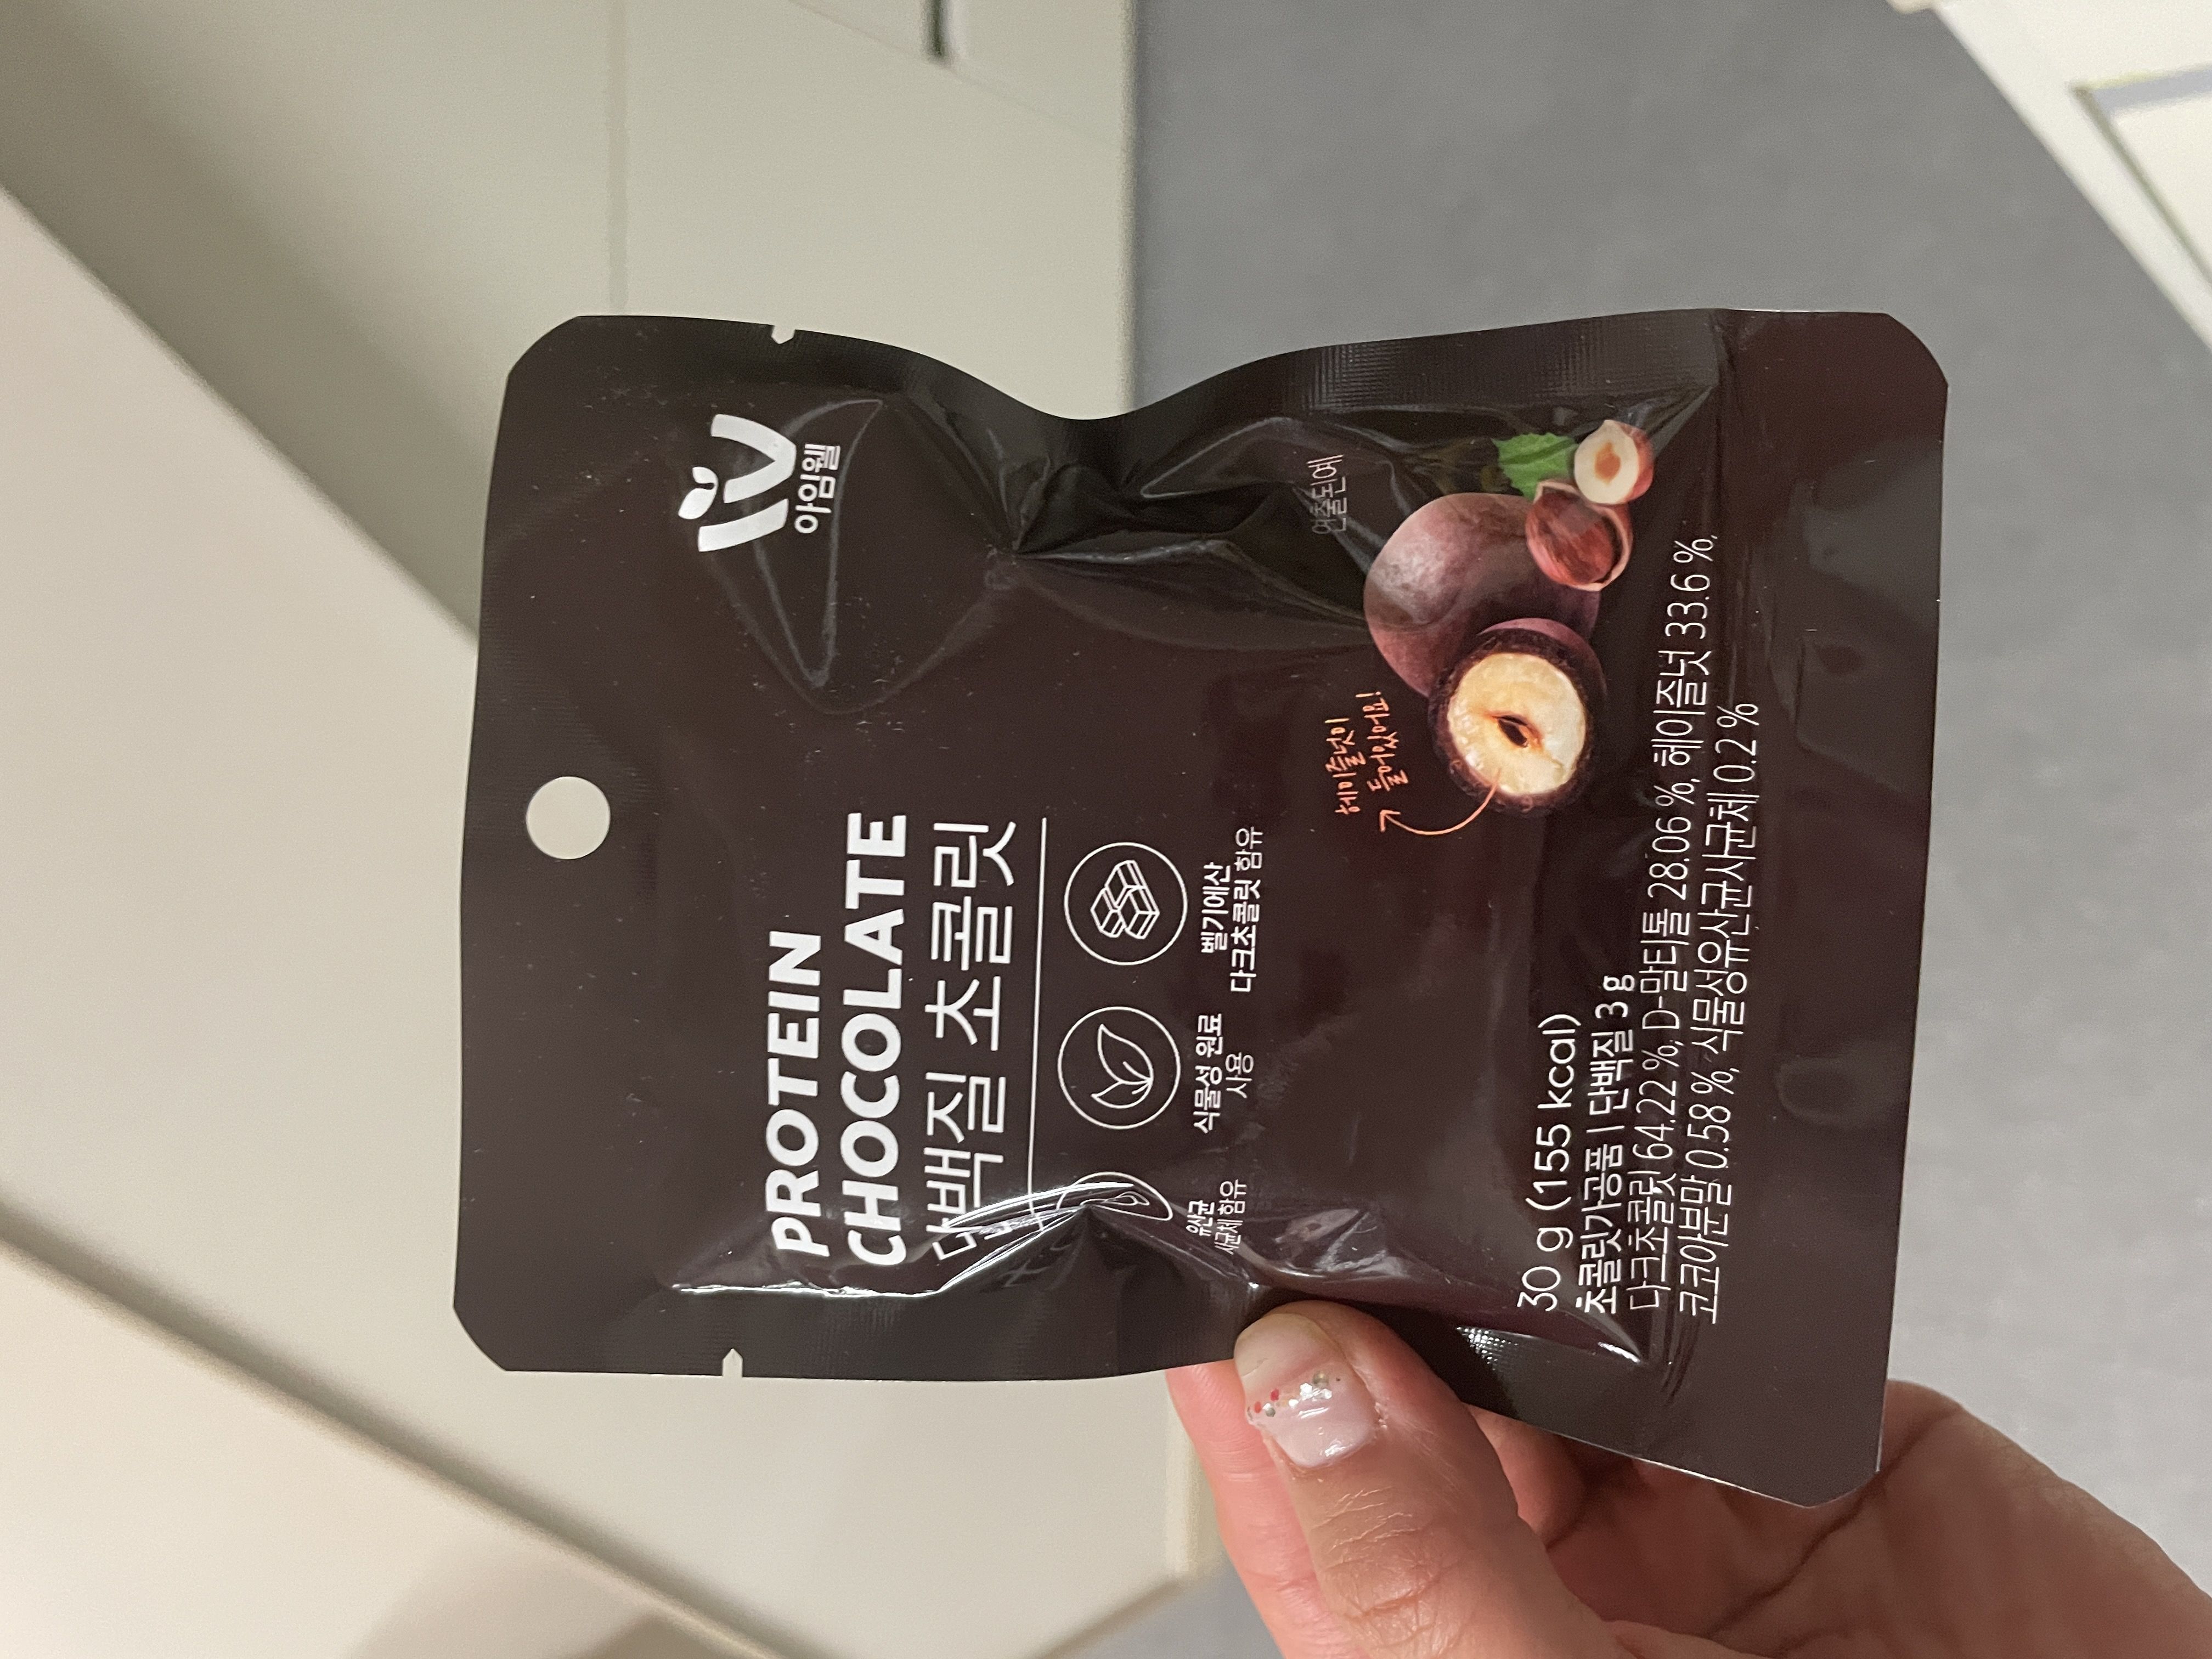 아임웰
PROTEIN
CHOCOLATE
단백질 초콜릿
유산균
사균체 함유
식물성 원료
사용
벨기에산
다크초콜릿 함유
연출된 예
헤이즐넛이
들어있어요!
30 g (155 kcal)
초콜릿가공품 | 단백질 3 g
다크초콜릿 64.22 %, D-말티톨 28.06 %, 헤이즐넛 33.6 %,
코코아분말 0.58 %, 식물성유산균사균체 0.2 %